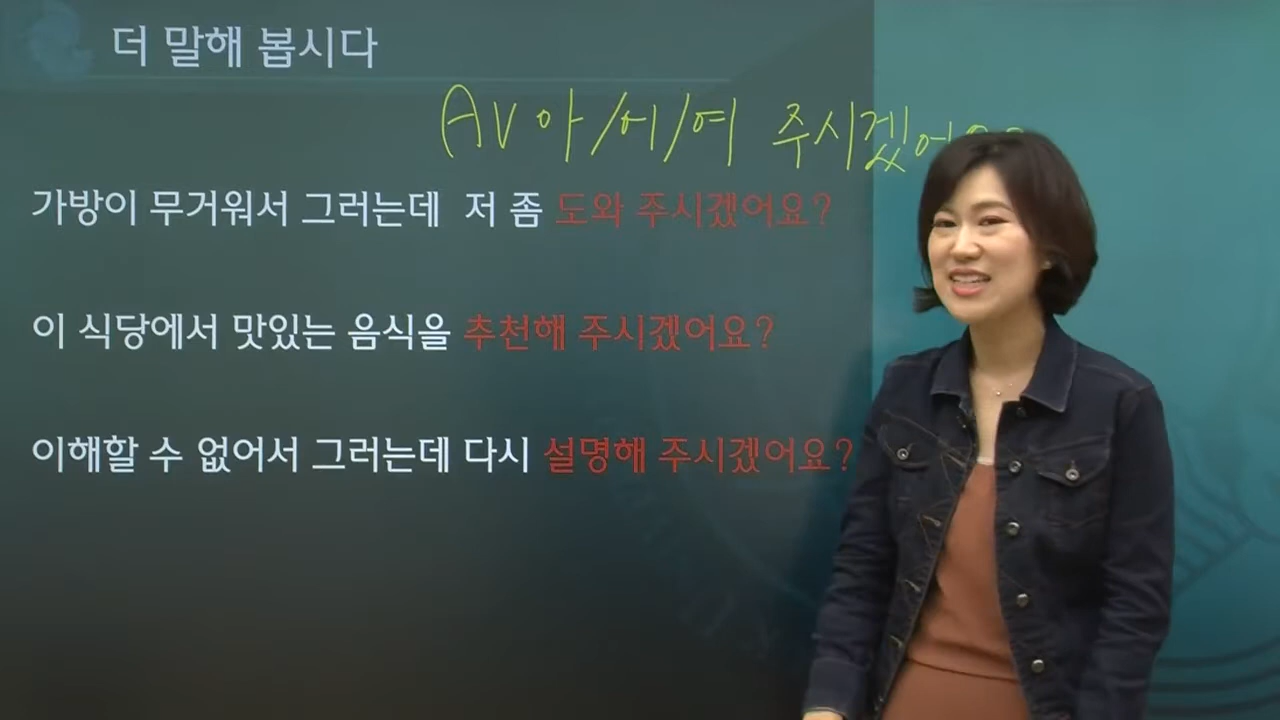 더 말해 봅시다
AV 아/어/여 주시겠어요?
가방이 무거워서 그러는데 저 좀 도와 주시겠어요?
이 식당에서 맛있는 음식을 추천해 주시겠어요?
이해할 수 없어서 그러는데 다시 설명해 주시겠어요?